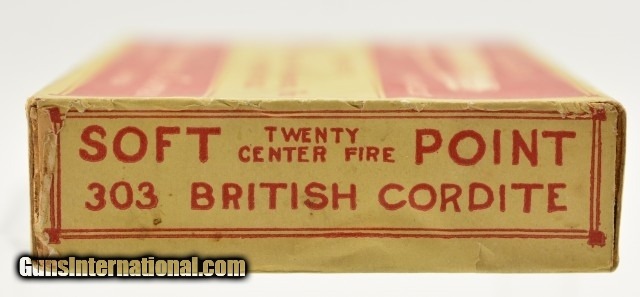 SOFT TWENTY CENTER FIRE POINT
303 BRITISH CORDITE
GunsInternational.com